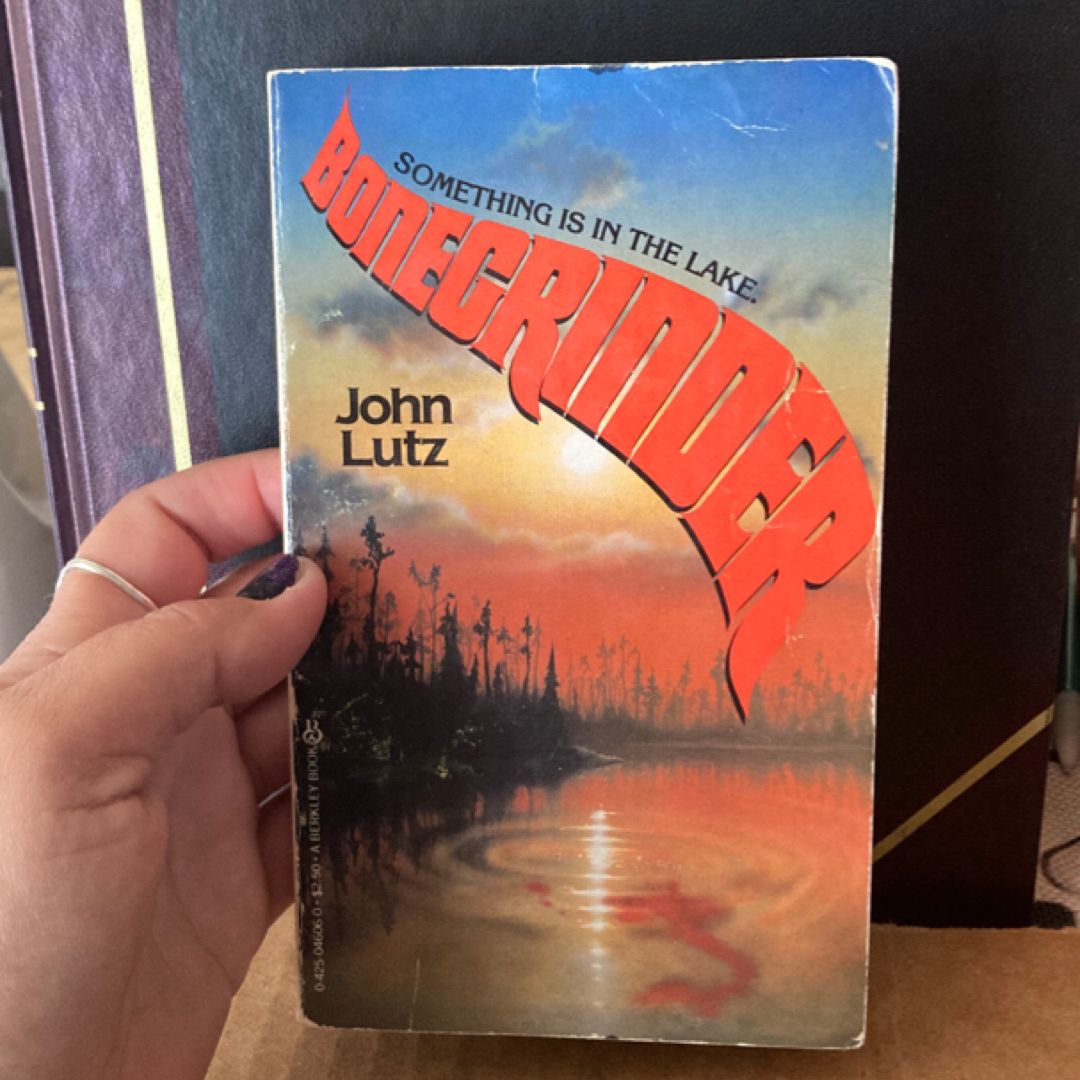 SOMETHING IS IN THE LAKE.
BONEGRINDER
John
Lutz
0-425-04606-0 • $2.50 • A BERKLEY BOOK